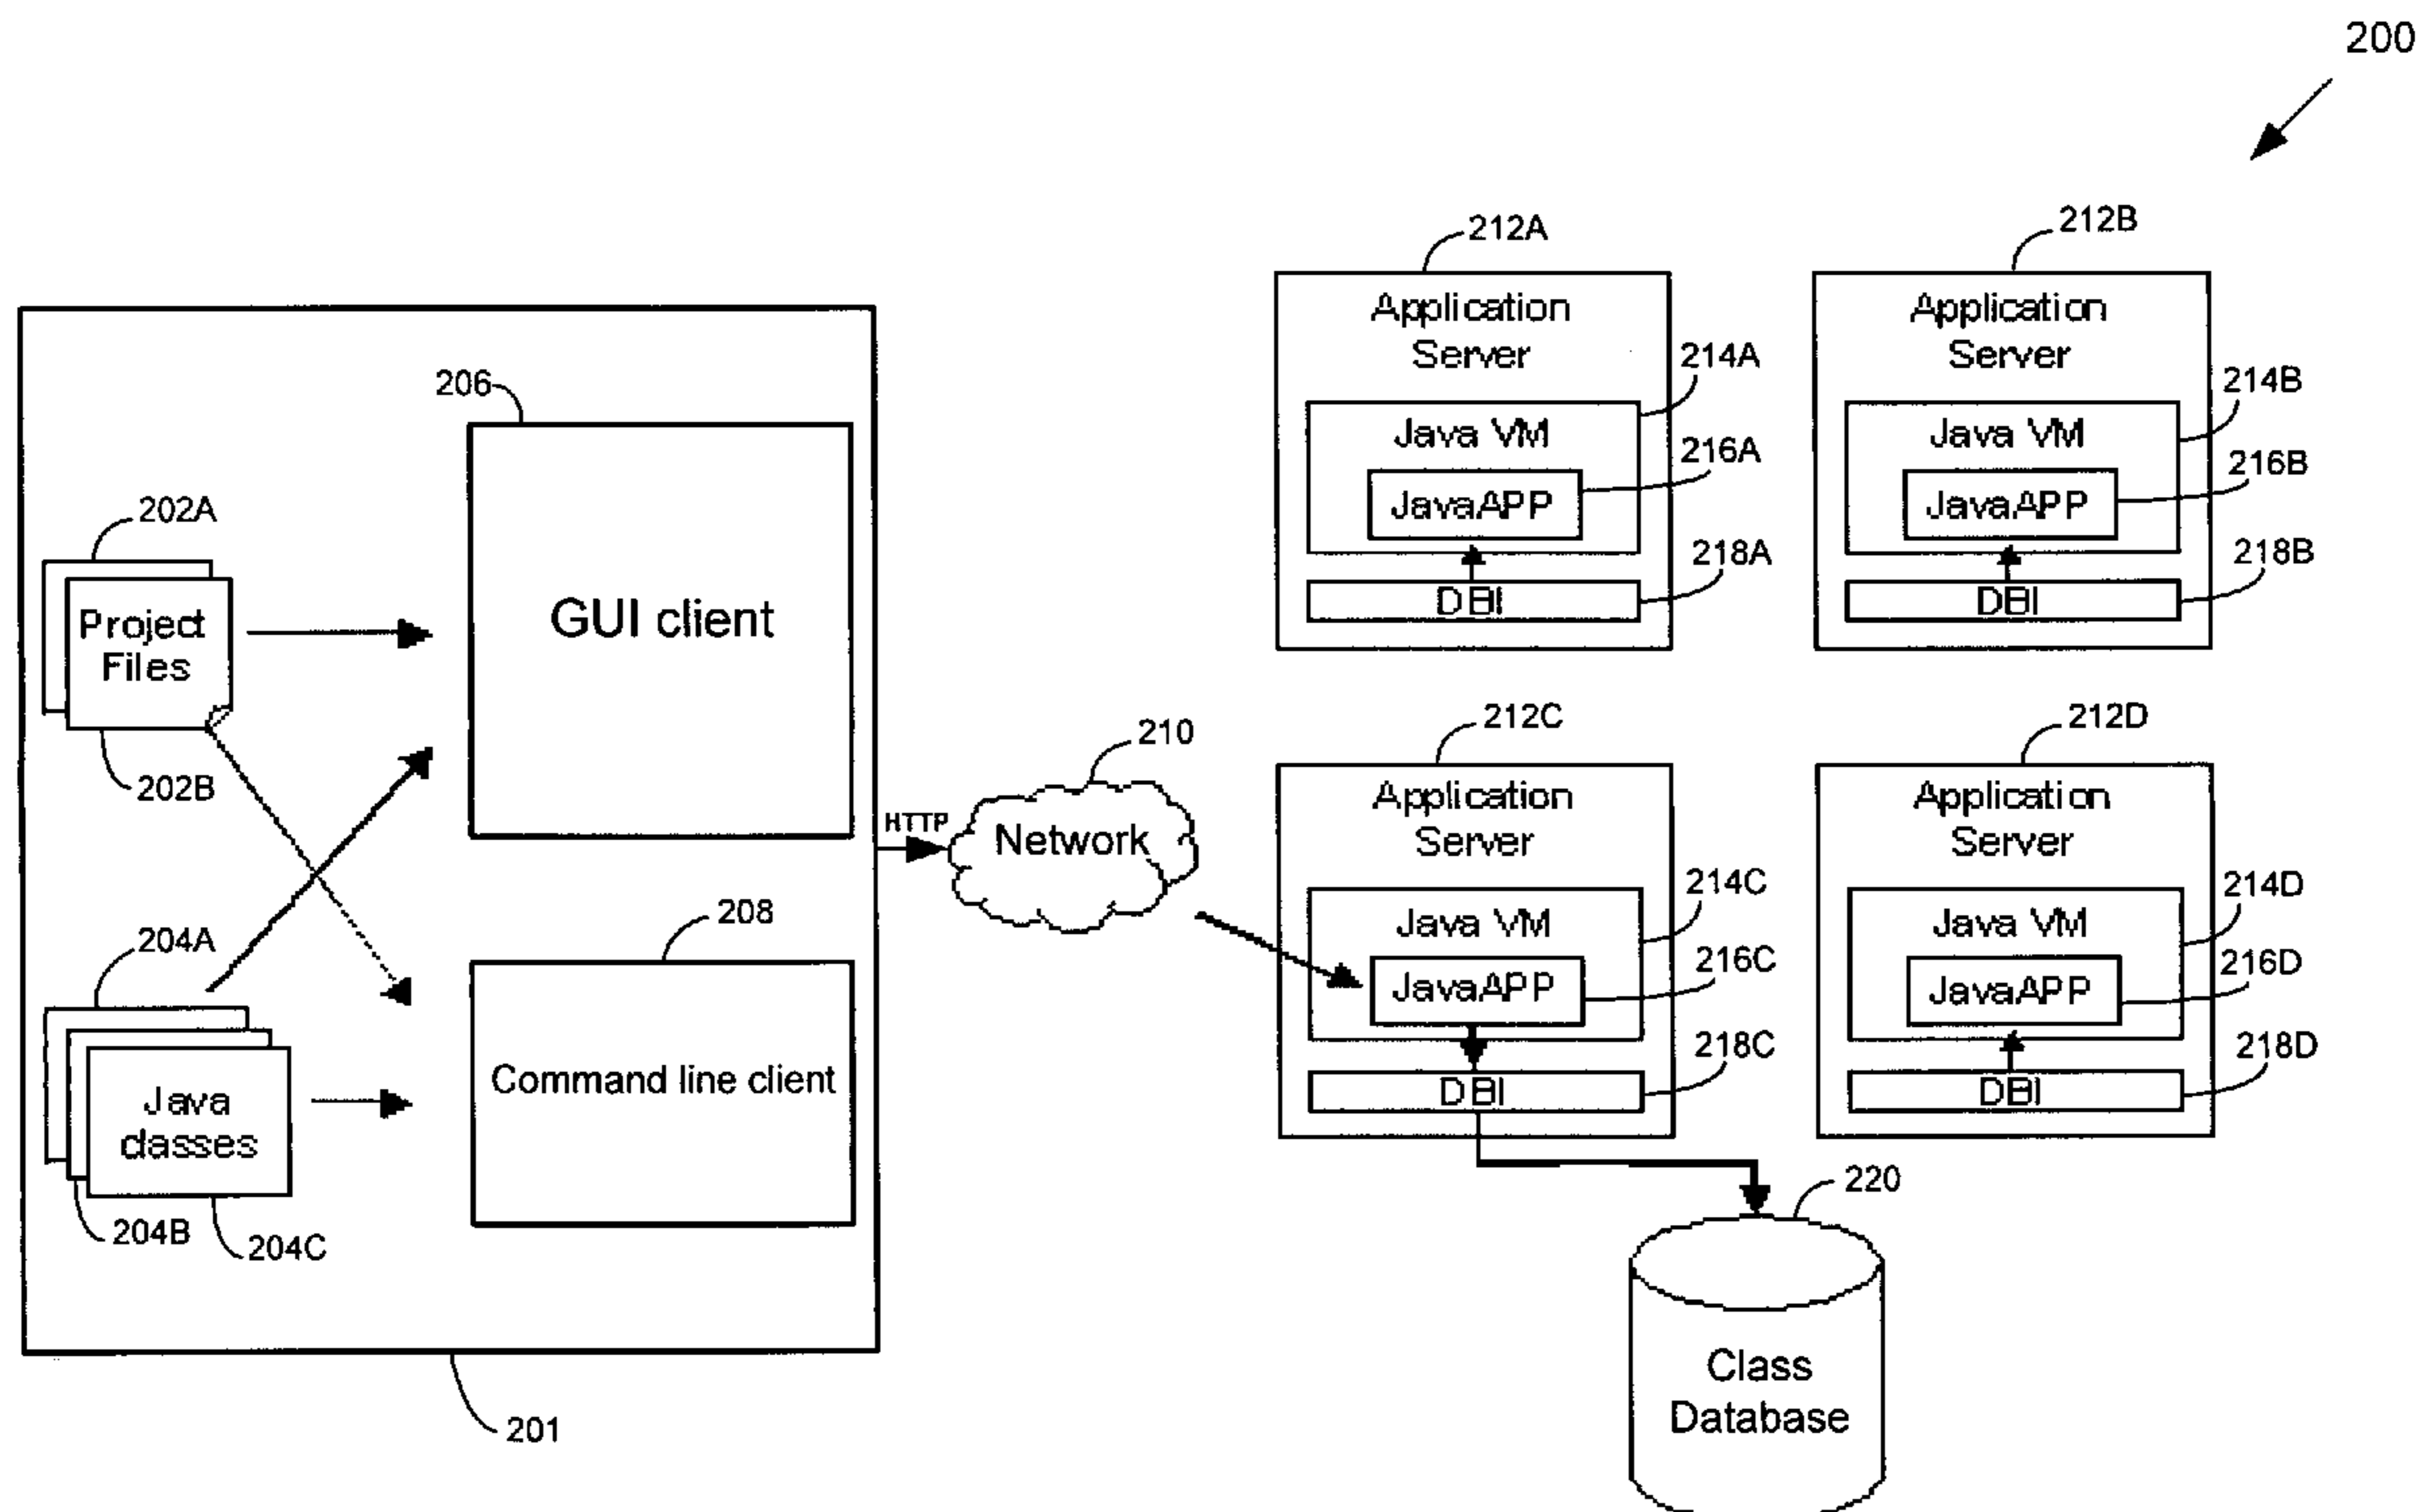 200
212A
212B
Application
Server
214A
Java VM
216A
JavaAPP
218A
DBI
Application
Server
214B
Java VM
216B
JavaAPP
218B
DBI
206
GUI client
202A
Project
Files
202B
204A
Java
classes
204B
204C
208
Command line client
201
HTTP
210
Network
212C
Application
Server
214C
Java VM
216C
JavaAPP
218C
DBI
212D
Application
Server
214D
Java VM
216D
JavaAPP
218D
DBI
220
Class
Database